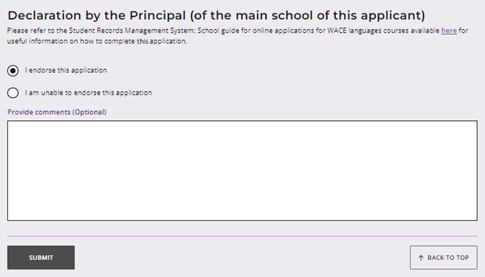 Declaration by the Principal (of the main school of this applicant)
Please refer to the Student Records Management System: School guide for online applications for WACE languages courses available here for
useful information on how to complete this application.
I endorse this application
I am unable to endorse this application
Provide comments (Optional)
SUBMIT
↑ BACK TO TOP